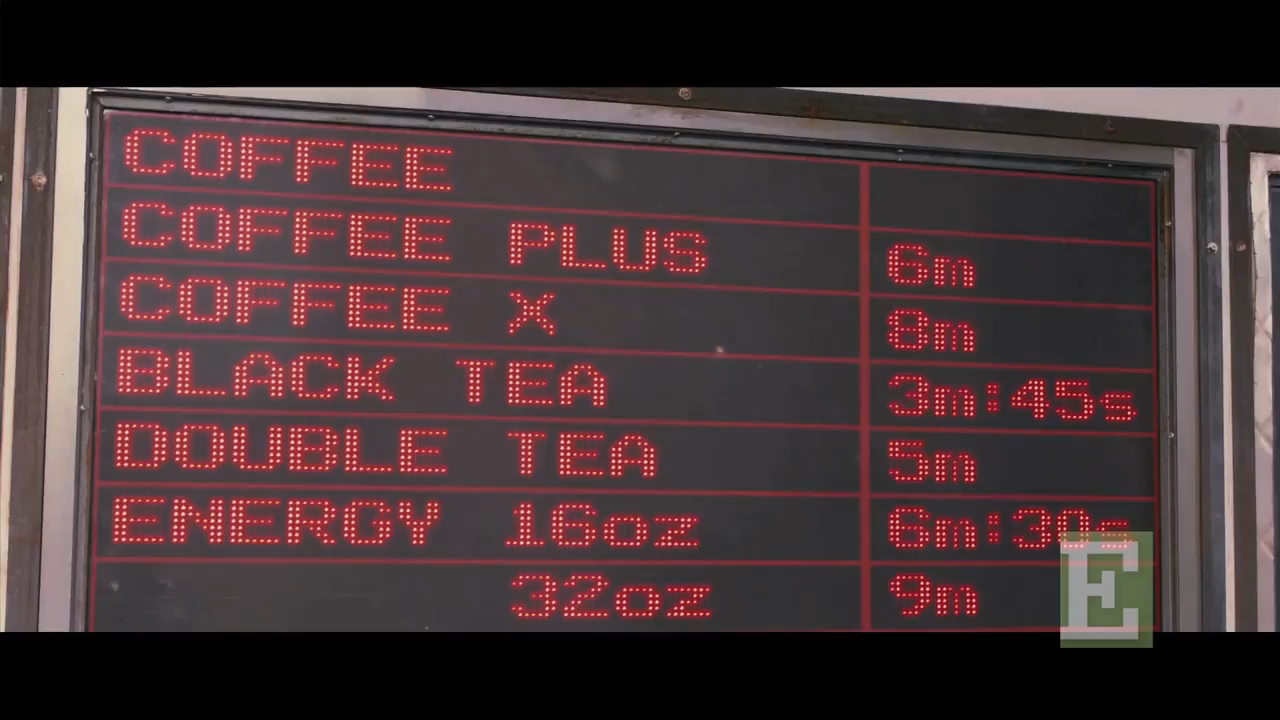 COFFEE
COFFEE PLUS 6m
COFFEE X 8m
BLACK TEA 3m:45s
DOUBLE TEA 5m
ENERGY 16oz 6m:30s
32oz 9m
E